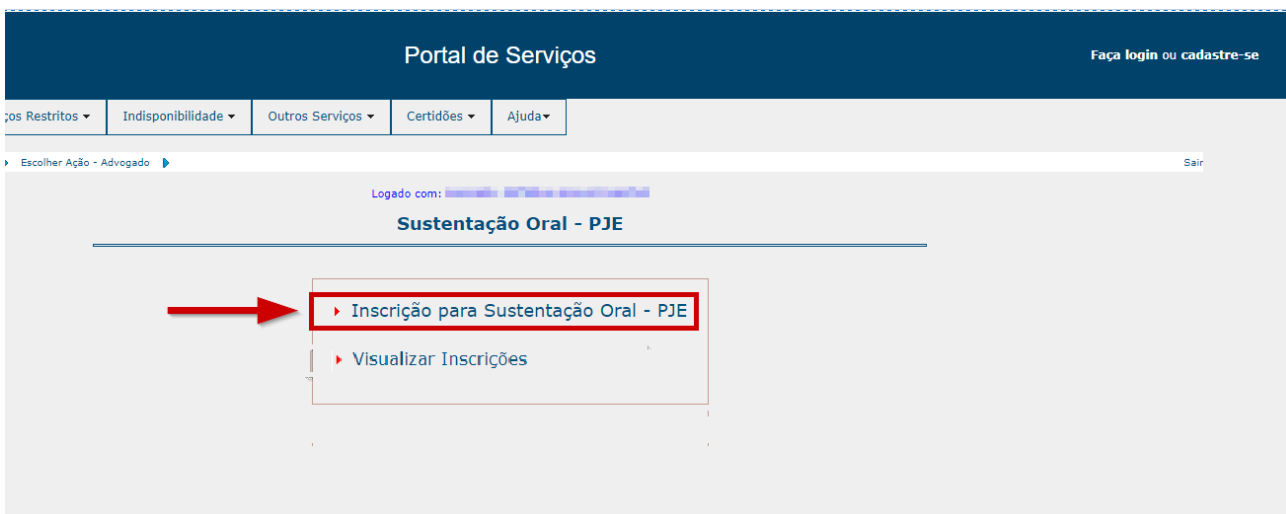 Portal de Serviços
Faça login ou cadastre-se
ços Restritos
Indisponibilidade
Outros Serviços
Certidões
Ajuda
Escolher Ação - Advogado
Sair
Logado com:
Sustentação Oral - PJE
Inscrição para Sustentação Oral - PJE
Visualizar Inscrições